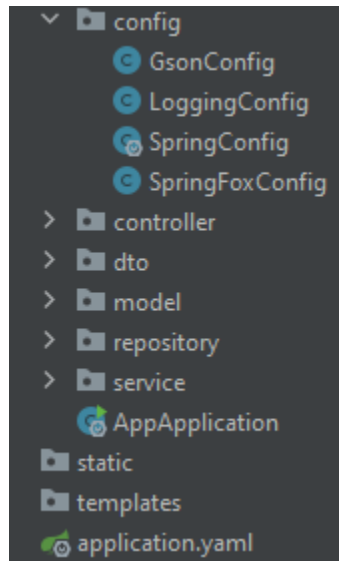 config
GsonConfig
LoggingConfig
SpringConfig
SpringFoxConfig
controller
dto
model
repository
service
AppApplication
static
templates
application.yaml